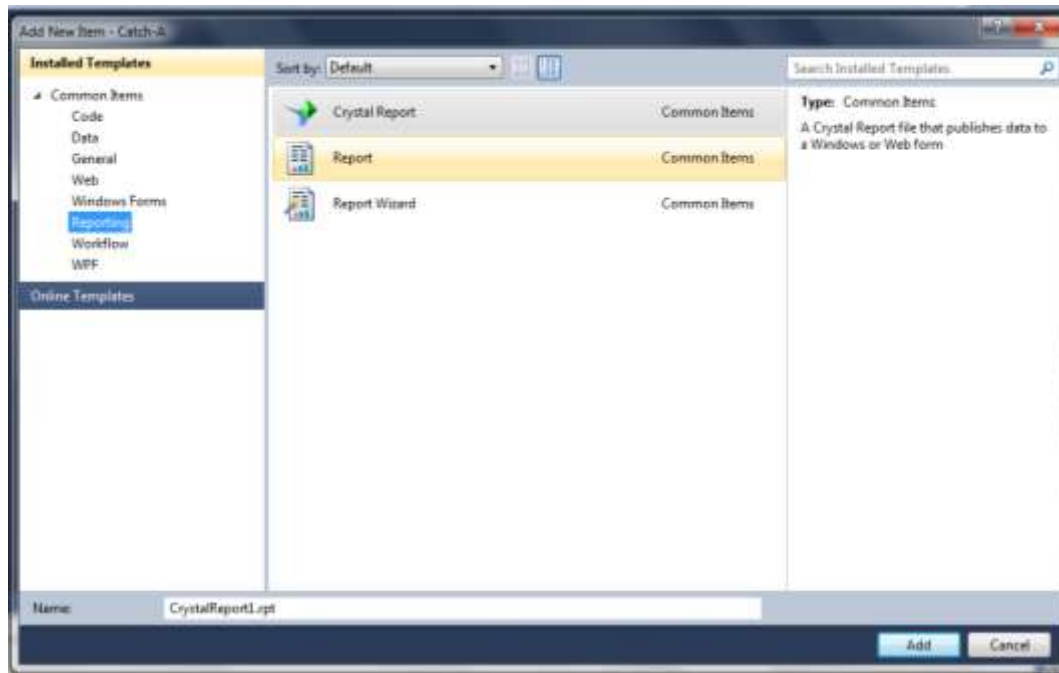 Add New Item - Catch-A
Installed Templates
Common Items
Code
Data
General
Web
Windows Forms
Reporting
Workflow
WPF
Online Templates
Sort by: Default
Crystal Report Common Items
Report Common Items
Report Wizard Common Items
Search Installed Templates
Type: Common Items
A Crystal Report file that publishes data to
a Windows or Web form
Name: CrystalReport1.rpt
Add Cancel